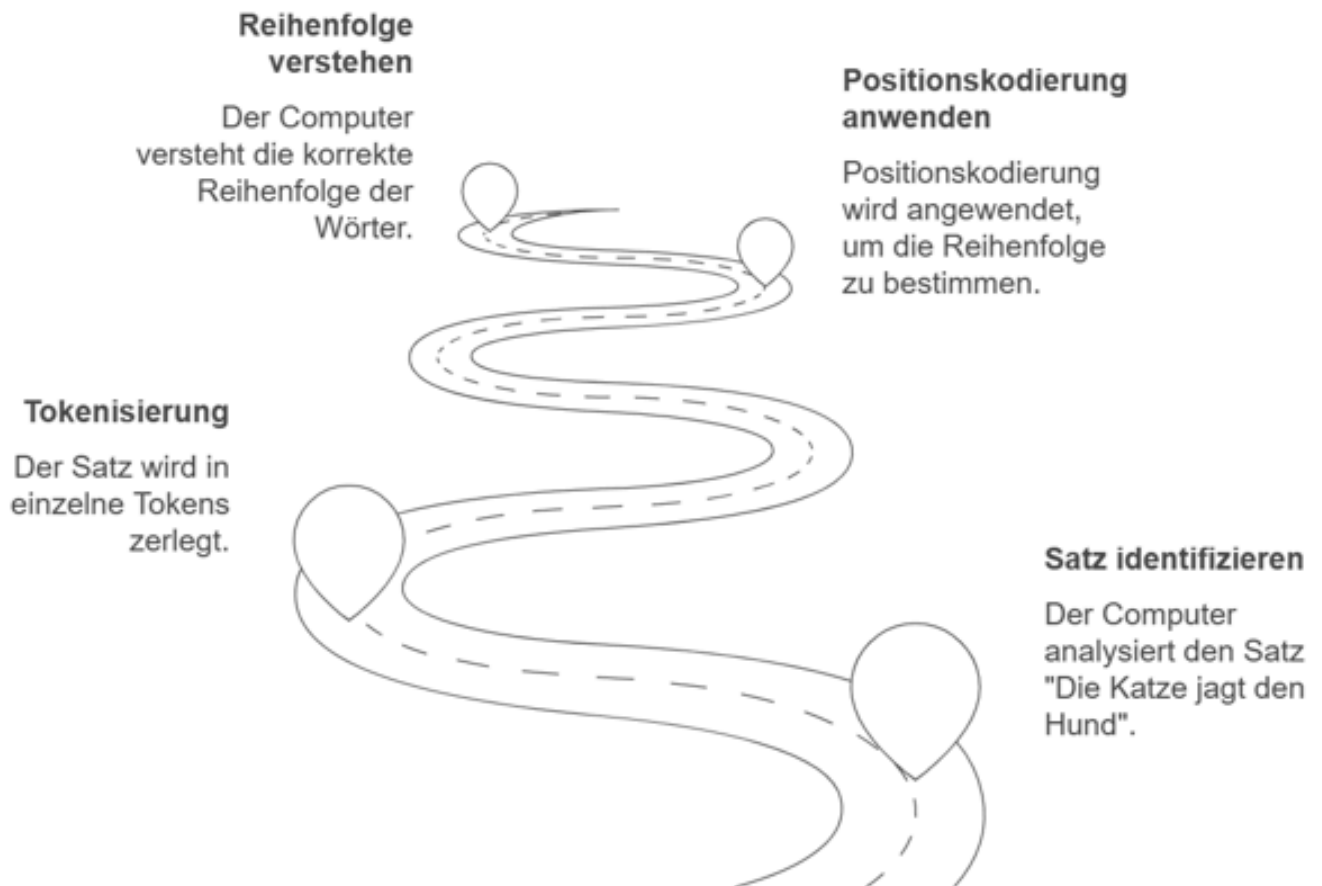 Reihenfolge
verstehen
Der Computer
versteht die korrekte
Reihenfolge der
Wörter.
Positionskodierung
anwenden
Positionskodierung
wird angewendet,
um die Reihenfolge
zu bestimmen.
Tokenisierung
Der Satz wird in
einzelne Tokens
zerlegt.
Satz identifizieren
Der Computer
analysiert den Satz
"Die Katze jagt den
Hund".